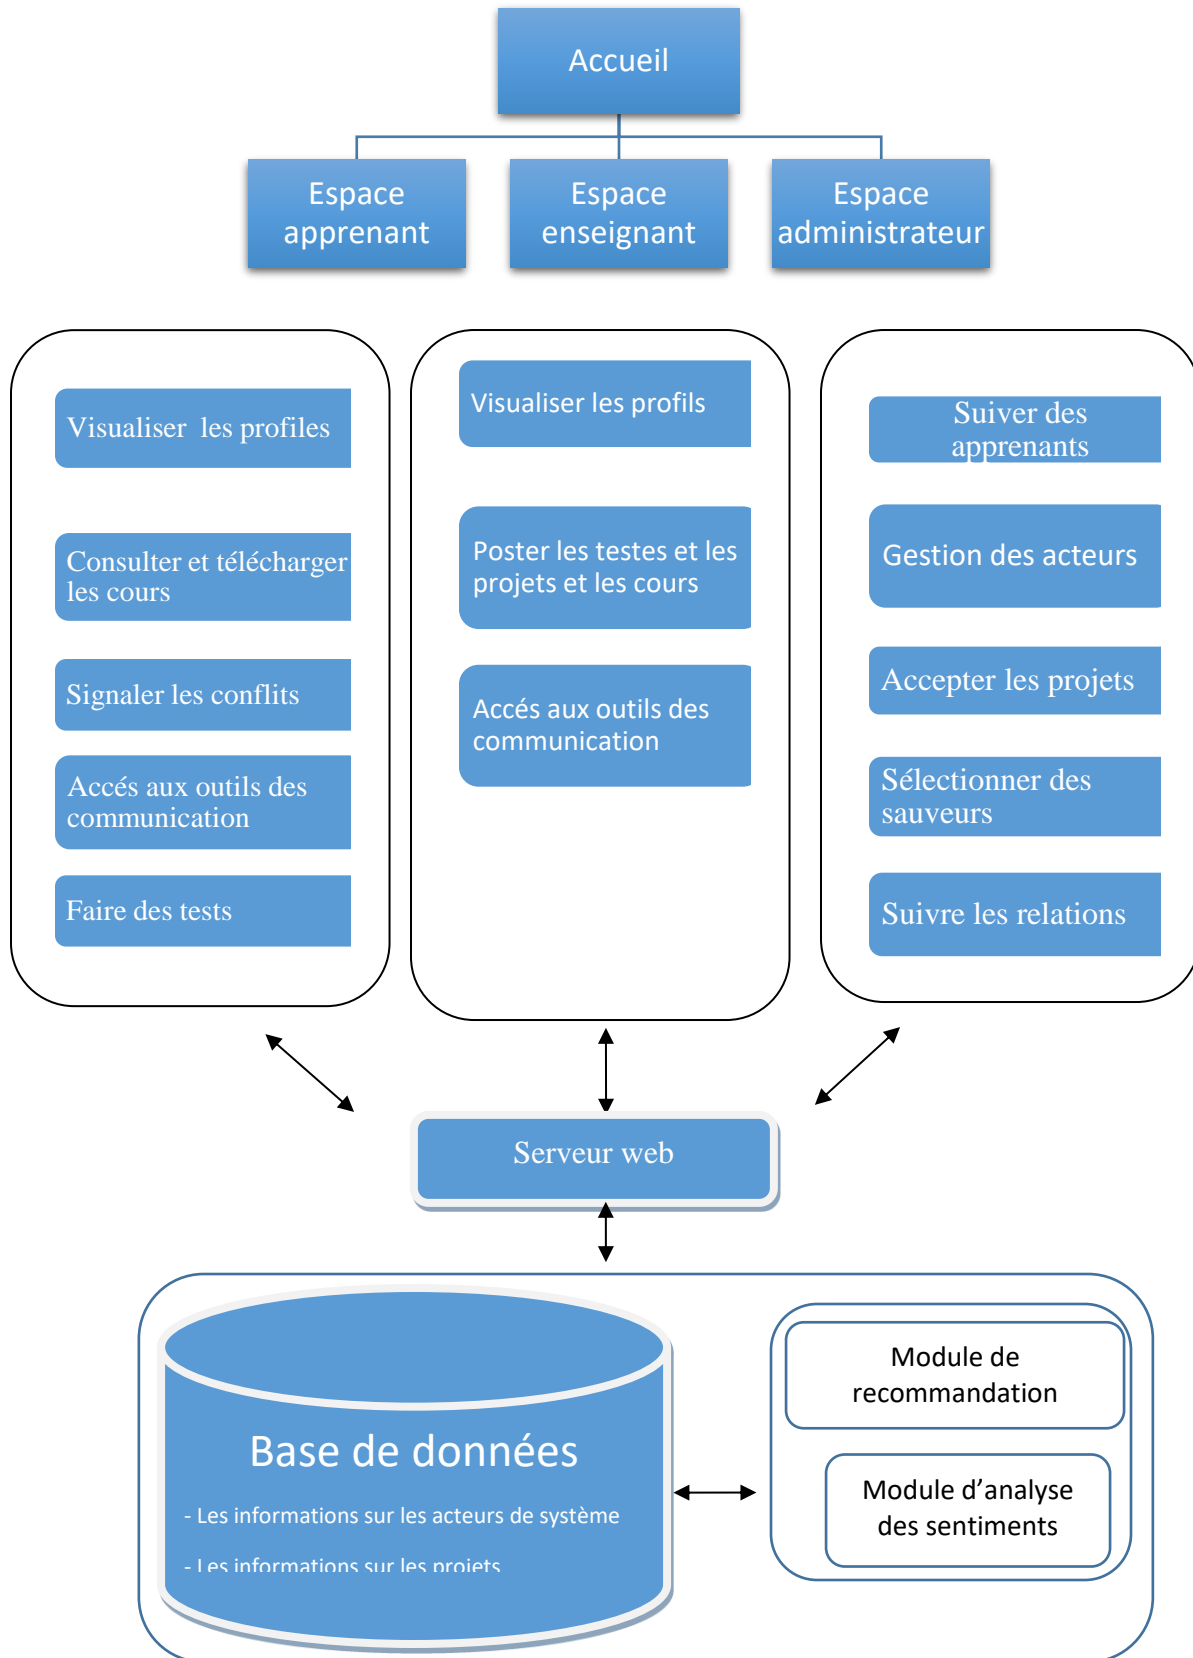 Accueil
Espace
apprenant
Espace
enseignant
Espace
administrateur
Visualiser les profiles
Consulter et télécharger
les cours
Signaler les conflits
Accés aux outils des
communication
Faire des tests
Visualiser les profils
Poster les testes et les
projets et les cours
Accés aux outils des
communication
Suiver des
apprenants
Gestion des acteurs
Accepter les projets
Sélectionner des
sauveurs
Suivre les relations
Serveur web
Base de données
- Les informations sur les acteurs de système
- Les informations sur les projets
Module de
recommandation
Module d’analyse
des sentiments